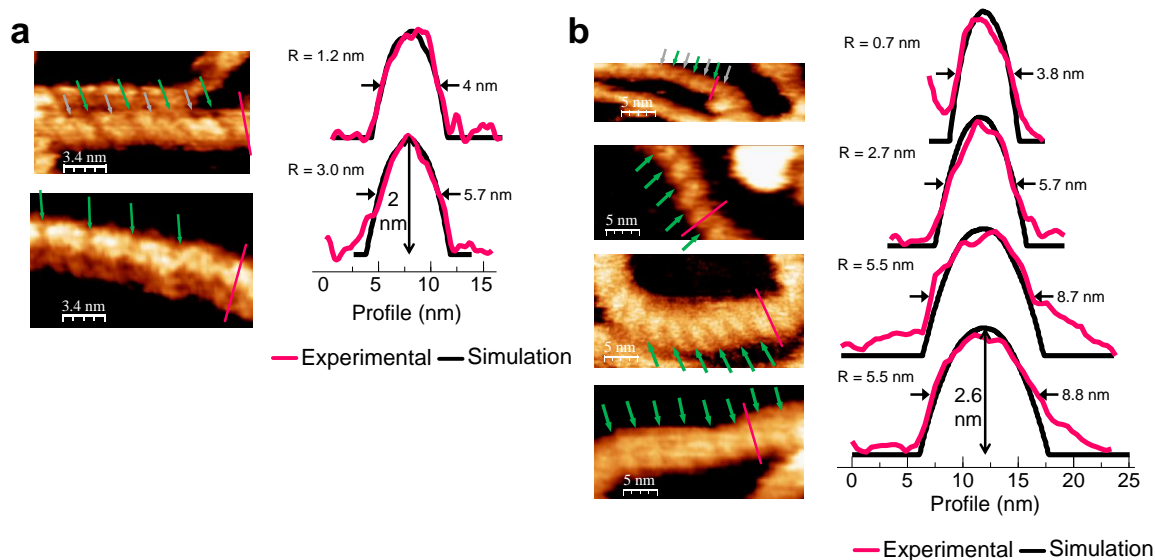 a
R = 1.2 nm
4 nm
3.4 nm
R = 3.0 nm
2
nm
5.7 nm
3.4 nm
0 5 10 15
Profile (nm)
Experimental Simulation
b
R = 0.7 nm
3.8 nm
5 nm
R = 2.7 nm
5.7 nm
5 nm
R = 5.5 nm
8.7 nm
5 nm
R = 5.5 nm
2.6
nm
8.8 nm
5 nm
0 5 10 15 20 25
Profile (nm)
Experimental Simulation